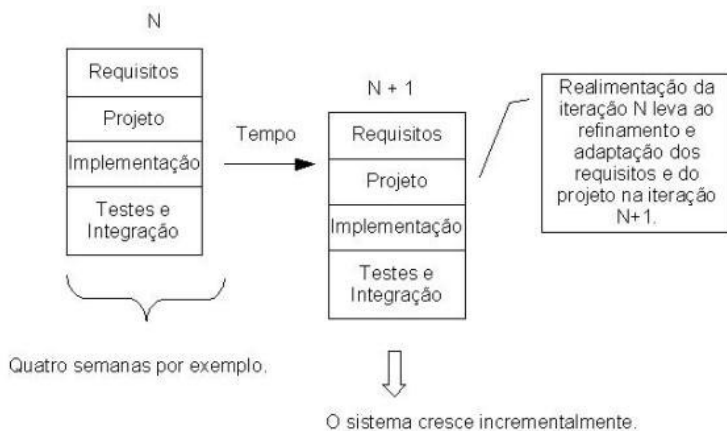 N
Requisitos
Projeto
Implementação
Testes e
Integração
Tempo
N + 1
Requisitos
Projeto
Implementação
Testes e
Integração
Realimentação da
iteração N leva ao
refinamento e
adaptação dos
requisitos e do
projeto na iteração
N+1.
Quatro semanas por exemplo.
O sistema cresce incrementalmente.